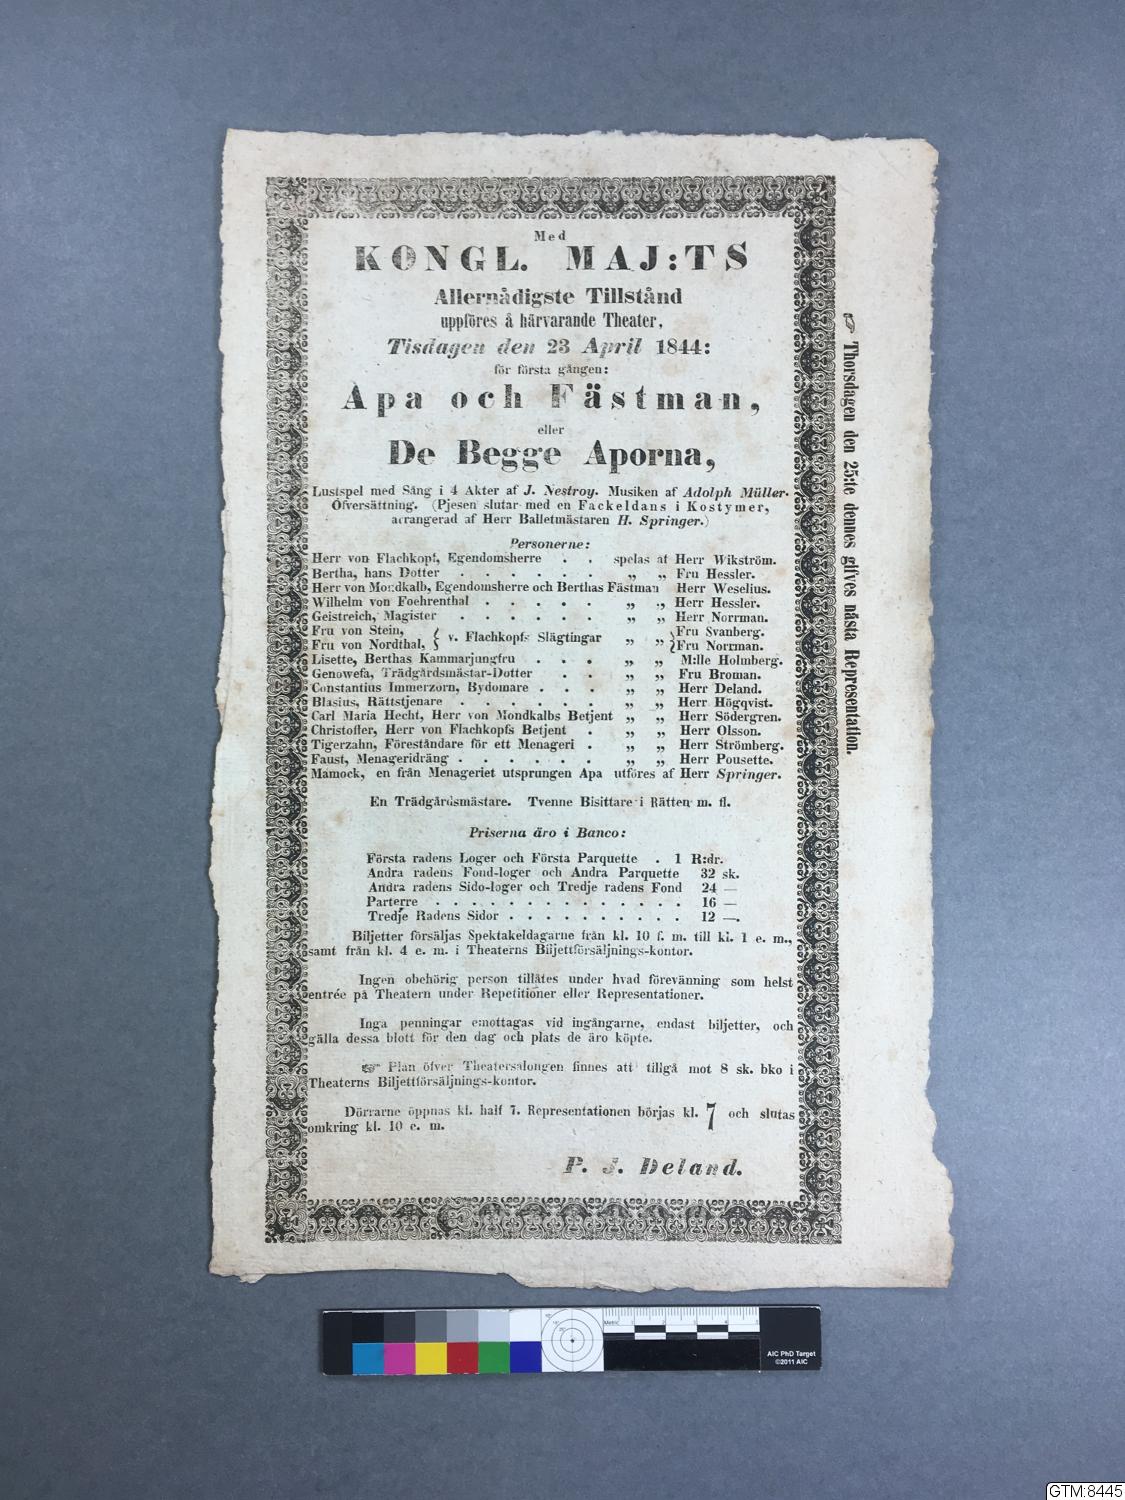 Med
KONGL. MAJ:TS
Allernådigste Tillstånd
uppföres å härvarande Theater,
Tisdagen den 23 April 1844:
för första gången:
Apa och Fästman,
eller
De Begge Aporna,
Lustspel med Sång i 4 Akter af J. Nestroy. Musiken af Adolph Müller.
Öfversättning. (Pjesen slutar med en Fackeldans i Kostymer,
arrangerad af Herr Balletmästaren H. Springer.)
Personerne:
Herr von Flachkopf, Egendomsherre . . spelas af Herr Wikström.
Bertha, hans Dotter . . . . . . „ „ Fru Hessler.
Herr von Mondkalb, Egendomsherre och Berthas Fästman Herr Weselius.
Wilhelm von Foehrenthal . . . . . „ „ Herr Hessler.
Geistreich, Magister . . . . . . „ „ Herr Norrman.
Fru von Stein, } v. Flachkopfs Slägtingar „ „ { Fru Svanberg.
Fru von Nordthal, Fru Norrman.
Lisette, Berthas Kammarjungfru . . . „ „ M:lle Holmberg.
Genowefa, Trädgårdsmästar-Dotter . . „ „ Fru Broman.
Constantius Immerzorn, Bydomare . . . „ „ Herr Deland.
Blasius, Rättstjenare . . . . . . „ „ Herr Högqvist.
Carl Maria Hecht, Herr von Mondkalbs Betjent „ „ Herr Södergren.
Christoffer, Herr von Flachkopfs Betjent . „ „ Herr Olsson.
Tigerzahn, Föreståndare för ett Menageri . „ „ Herr Strömberg.
Faust, Menageridräng . . . . . . „ „ Herr Pousette.
Mamock, en från Menageriet utsprungen Apa utföres af Herr Springer.
En Trädgårdsmästare. Tvenne Bisittare i Rätten m. fl.
Priserna äro i Banco:
Första radens Loger och Första Parquette . 1 R:dr.
Andra radens Fond-loger och Andra Parquette 32 sk.
Andra radens Sido-loger och Tredje radens Fond 24 —
Parterre . . . . . . . . . . . . . . 16 —
Tredje Radens Sidor . . . . . . . . . . 12 —.
Biljetter försäljas Spektakeldagarne från kl. 10 f. m. till kl. 1 e. m.,
samt från kl. 4 e. m. i Theaterns Biljettförsäljnings-kontor.
Ingen obehörig person tillåtes under hvad förevänning som helst
entrée på Theatern under Repetitioner eller Representationer.
Inga penningar emottagas vid ingångarne, endast biljetter, och
gälla dessa blott för den dag och plats de äro köpte.
☞ Plan öfver Theatersalongen finnes att tillgå mot 8 sk. bko i
Theaterns Biljettförsäljnings-kontor.
Dörrarne öppnas kl. half 7. Representationen börjas kl. 7 och slutas
omkring kl. 10 e. m.
P. J. Deland.
☞ Thorsdagen den 25:te dennes gifves nästa Representation.
Metric 1 2 3 4 5
AIC PhD Target
©2011 AIC
GTM:8445